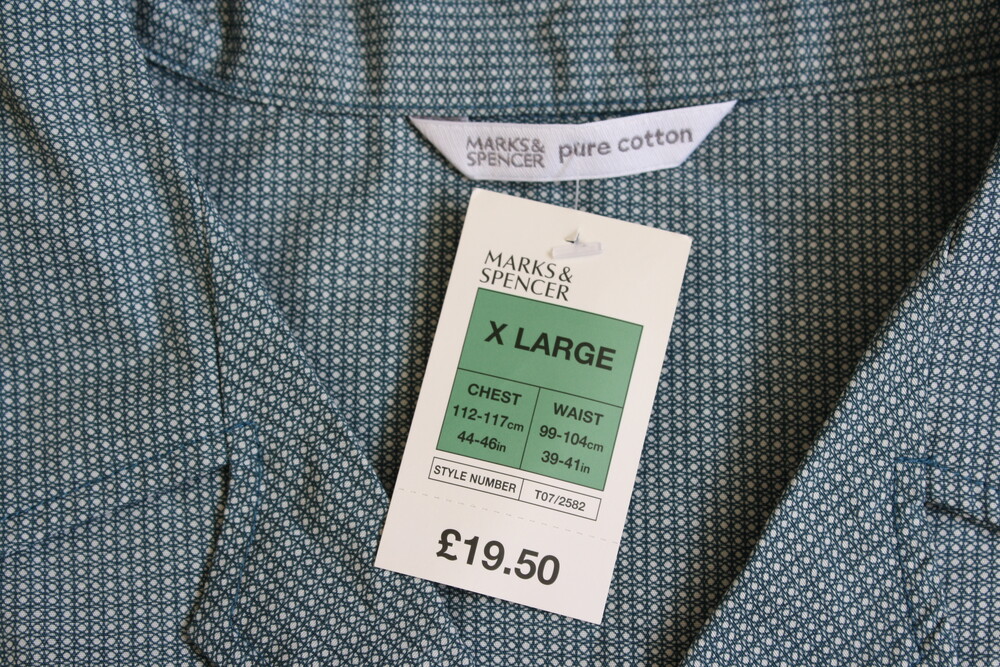 MARKS&
SPENCER
pure cotton
MARKS &
SPENCER
X LARGE
CHEST
112-117cm
44-46in
WAIST
99-104cm
39-41in
STYLE NUMBER
T07/2582
£19.50